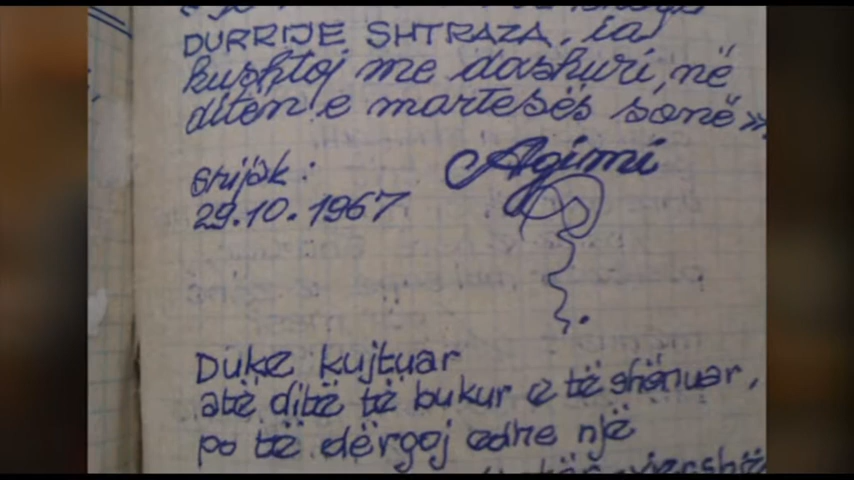 DURRIJE SHTRAZA, ia
kushtoj me dashuri, në
ditën e martesës sonë».
Agimi
Shijak:
29.10.1967
Duke kujtuar
atë ditë të bukur e të shënuar,
po të dërgoj edhe një